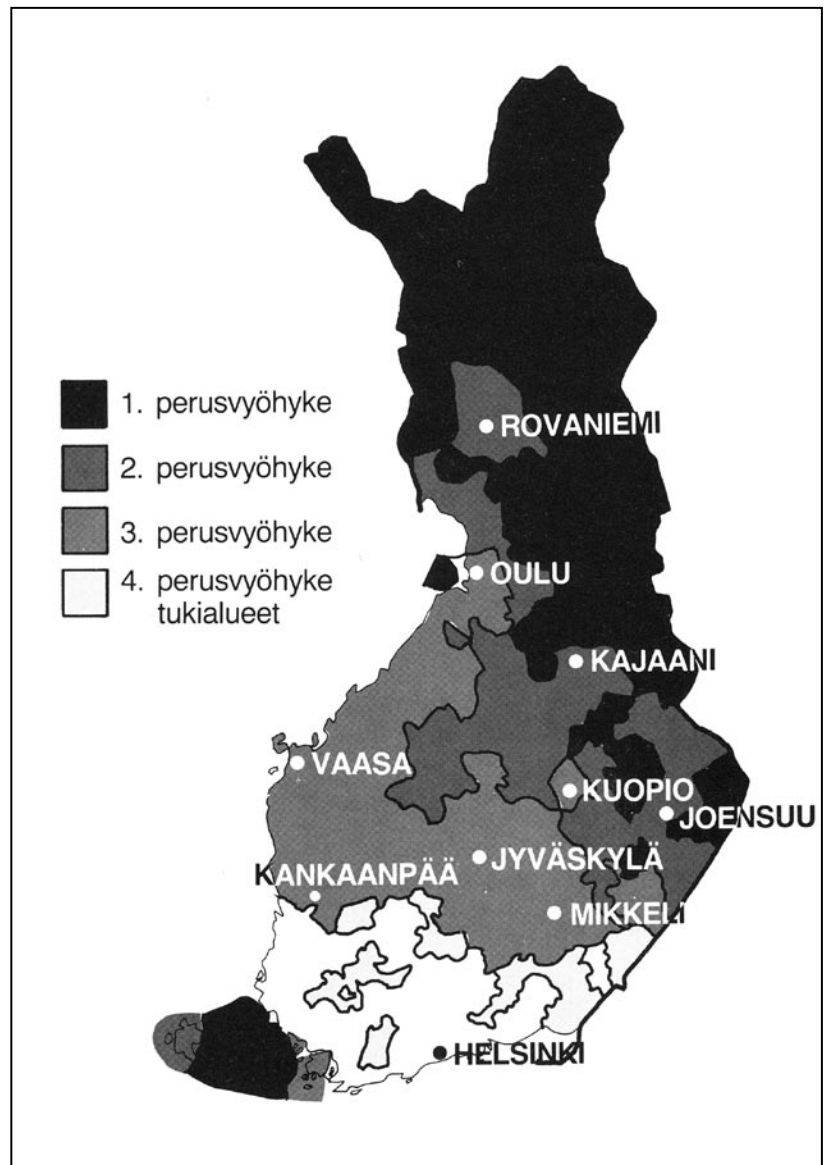 1. perusvyöhyke
2. perusvyöhyke
3. perusvyöhyke
4. perusvyöhyke
tukialueet
ROVANIEMI
OULU
KAJAANI
VAASA
KUOPIO
JOENSUU
JYVÄSKYLÄ
KANKAANPÄÄ
MIKKELI
HELSINKI